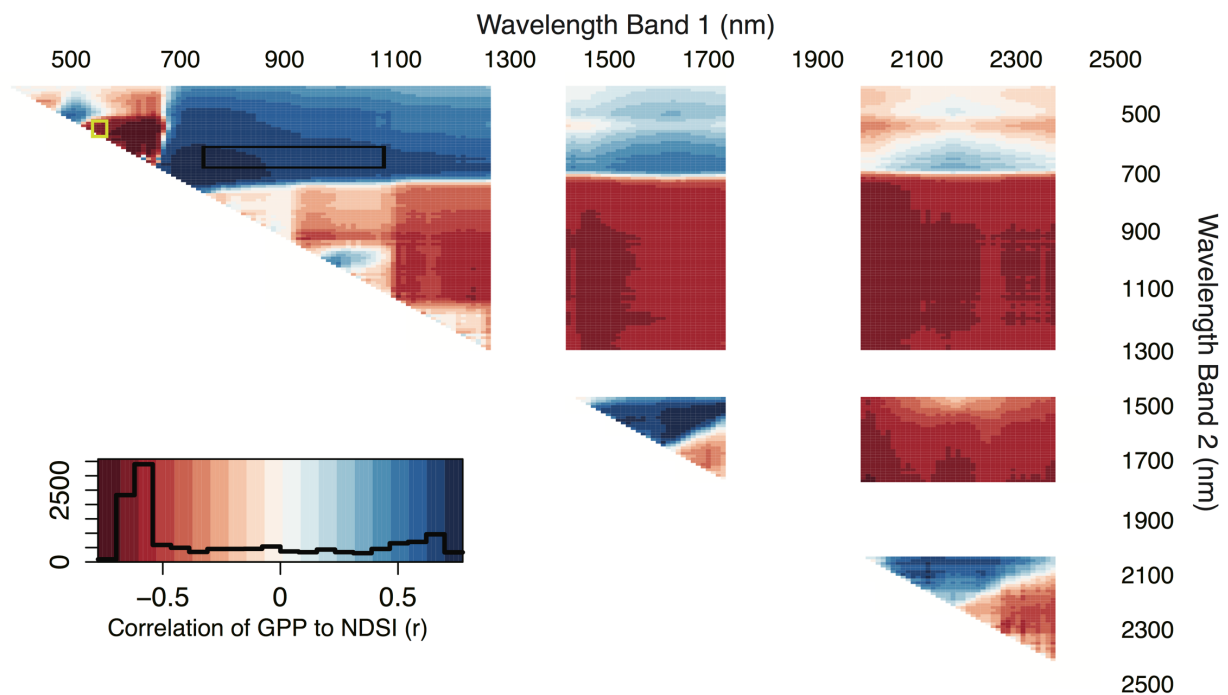 Wavelength Band 1 (nm)
500 700 900 1100 1300 1500 1700 1900 2100 2300 2500
500
700
900
1100
1300
1500
1700
1900
2100
2300
2500
Wavelength Band 2 (nm)
0 2500
−0.5 0 0.5
Correlation of GPP to NDSI (r)